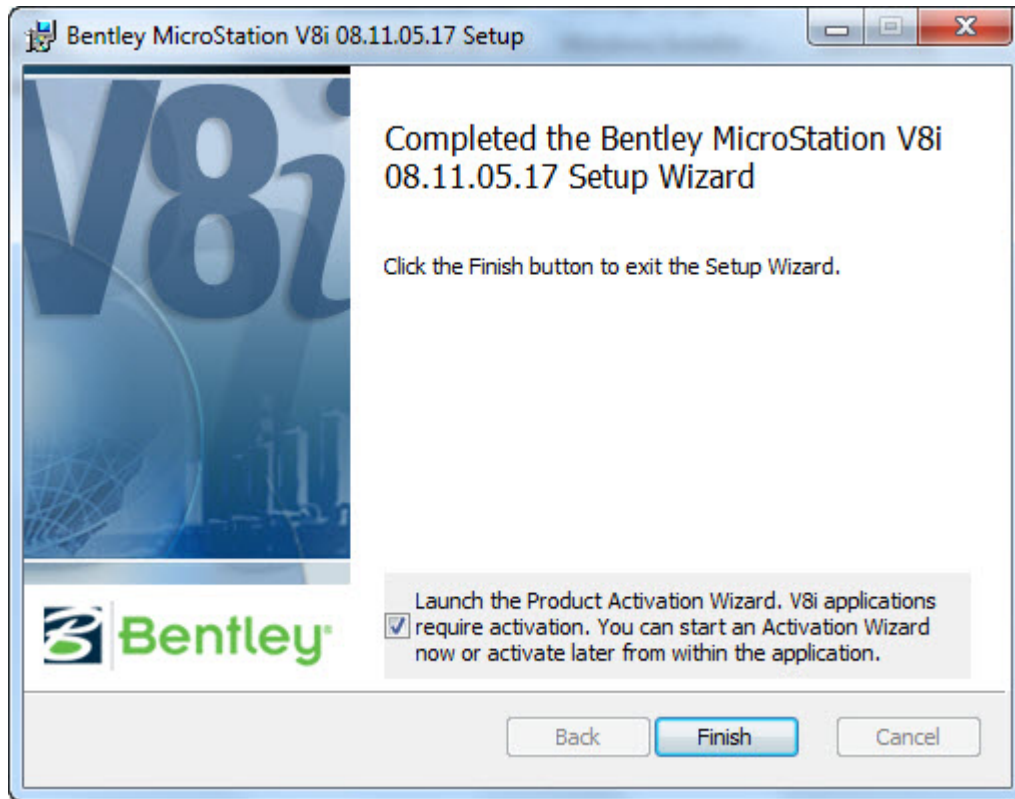 Bentley MicroStation V8i 08.11.05.17 Setup
V8i
Completed the Bentley MicroStation V8i
08.11.05.17 Setup Wizard
Click the Finish button to exit the Setup Wizard.
Launch the Product Activation Wizard. V8i applications
require activation. You can start an Activation Wizard
now or activate later from within the application.
Bentley
Back
Finish
Cancel